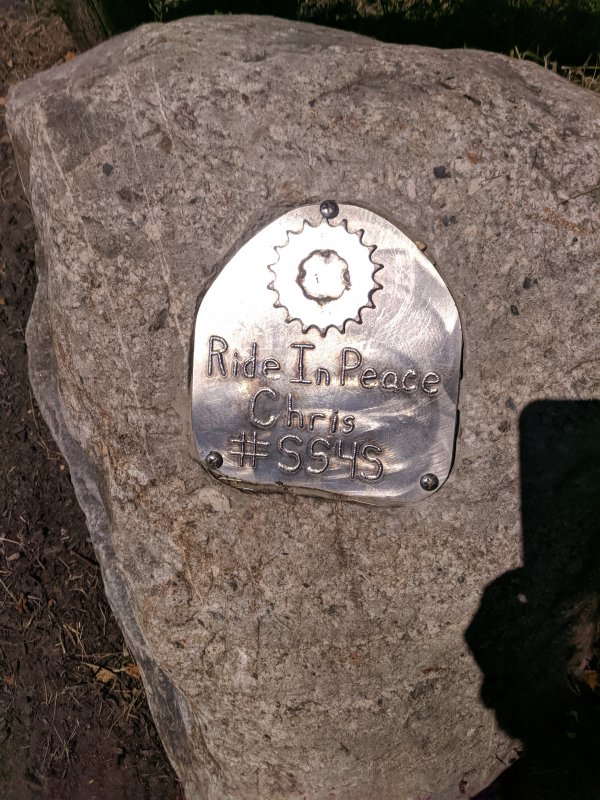 Ride In Peace
Chris
#SS4S